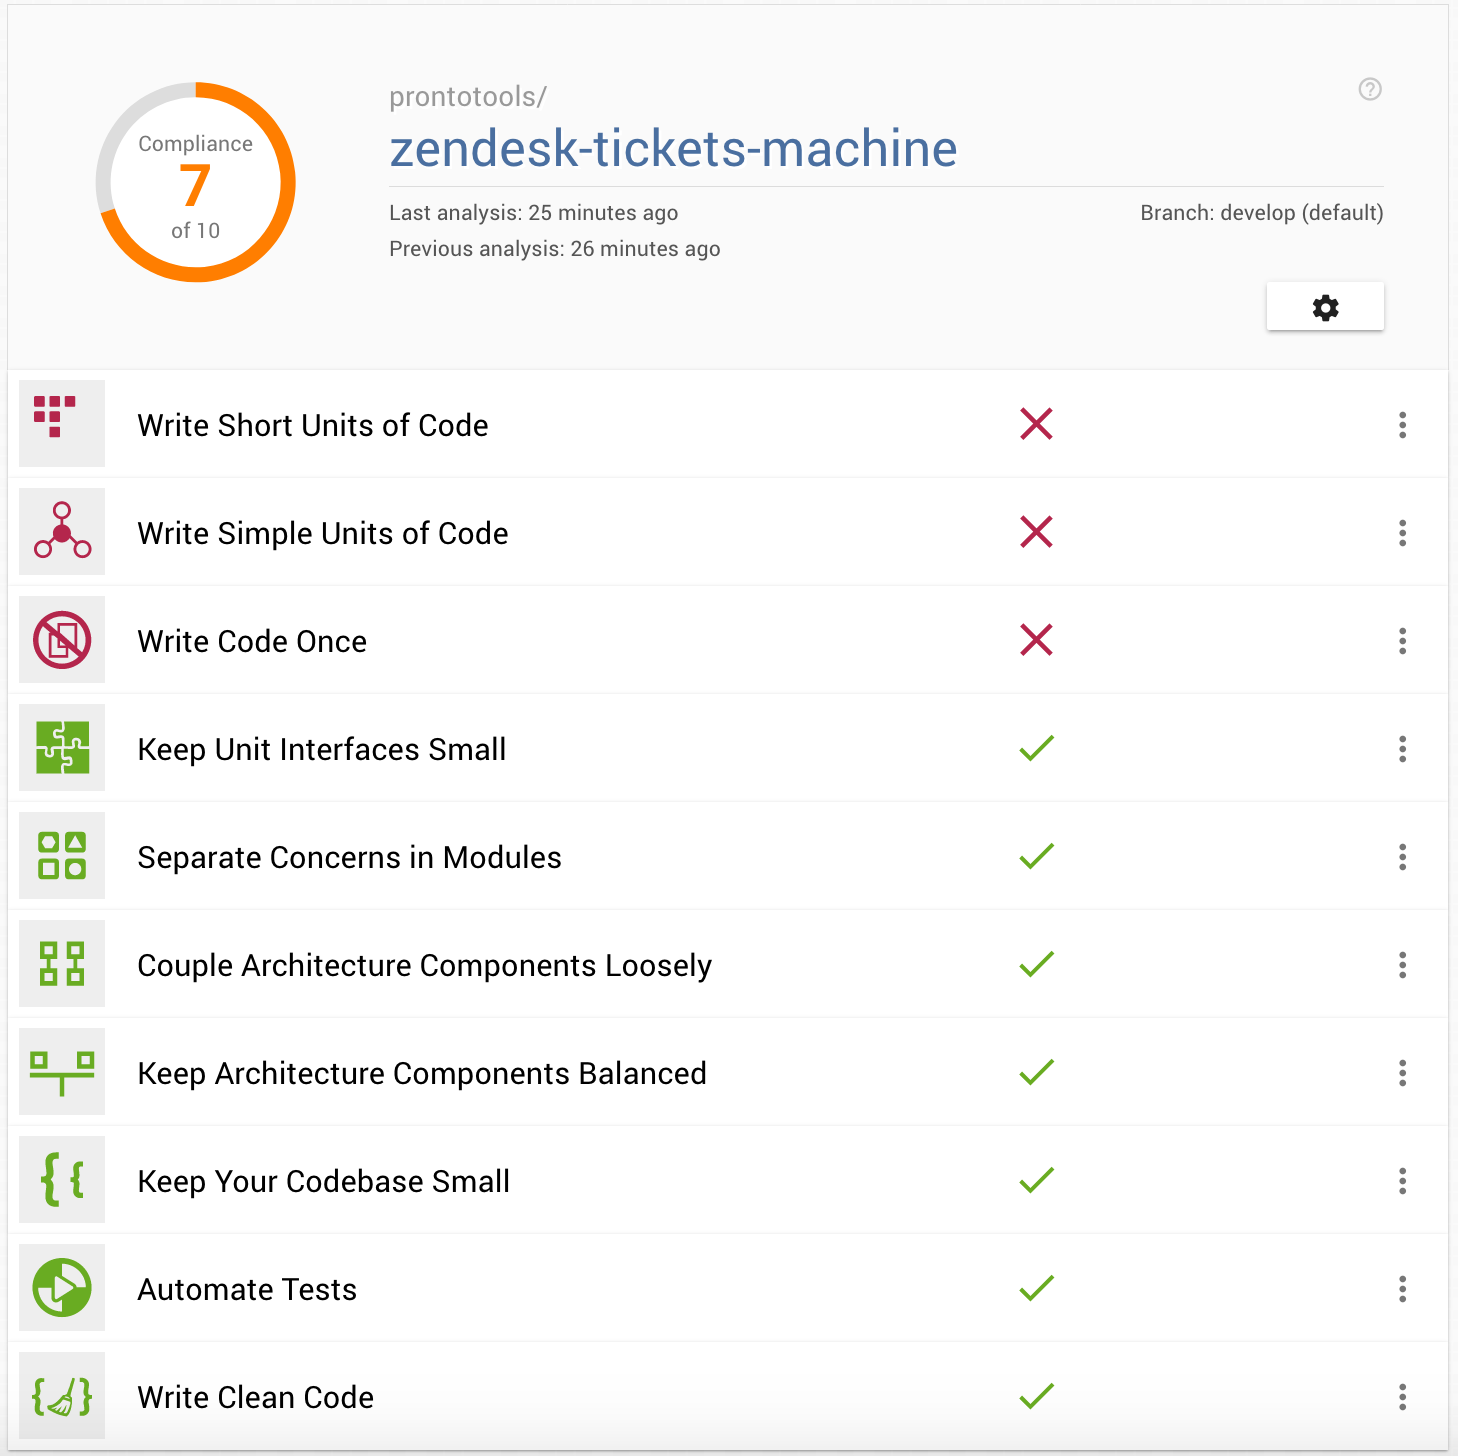 Compliance
7
of 10
prontotools/
zendesk-tickets-machine
Last analysis: 25 minutes ago
Branch: develop (default)
Previous analysis: 26 minutes ago
Write Short Units of Code
Write Simple Units of Code
Write Code Once
Keep Unit Interfaces Small
Separate Concerns in Modules
Couple Architecture Components Loosely
Keep Architecture Components Balanced
Keep Your Codebase Small
Automate Tests
Write Clean Code